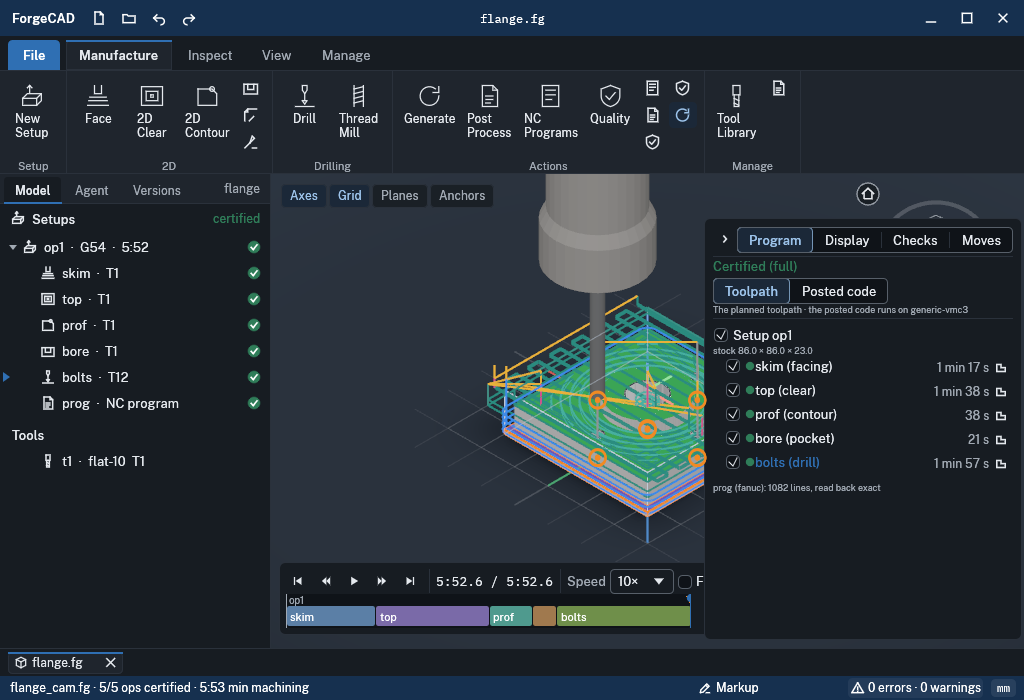 ForgeCAD
flange.fg
File
Manufacture
Inspect
View
Manage
New Setup
Face
2D Clear
2D Contour
Drill
Thread Mill
Generate
Post Process
NC Programs
Quality
Tool Library
Setup
2D
Drilling
Actions
Manage
Model
Agent
Versions
flange
Setups
certified
op1 · G54 · 5:52
skim · T1
top · T1
prof · T1
bore · T1
bolts · T12
prog · NC program
Tools
t1 · flat-10 T1
Axes
Grid
Planes
Anchors
Program
Display
Checks
Moves
Certified (full)
Toolpath
Posted code
The planned toolpath · the posted code runs on generic-vmc3
Setup op1
stock 86.0 × 86.0 × 23.0
skim (facing) 1 min 17 s
top (clear) 1 min 38 s
prof (contour) 38 s
bore (pocket) 21 s
bolts (drill) 1 min 57 s
prog (fanuc): 1082 lines, read back exact
5:52.6 / 5:52.6
Speed
10×
F
op1
skim
top
prof
bolts
flange.fg
flange_cam.fg · 5/5 ops certified · 5:53 min machining
Markup
0 errors · 0 warnings
mm